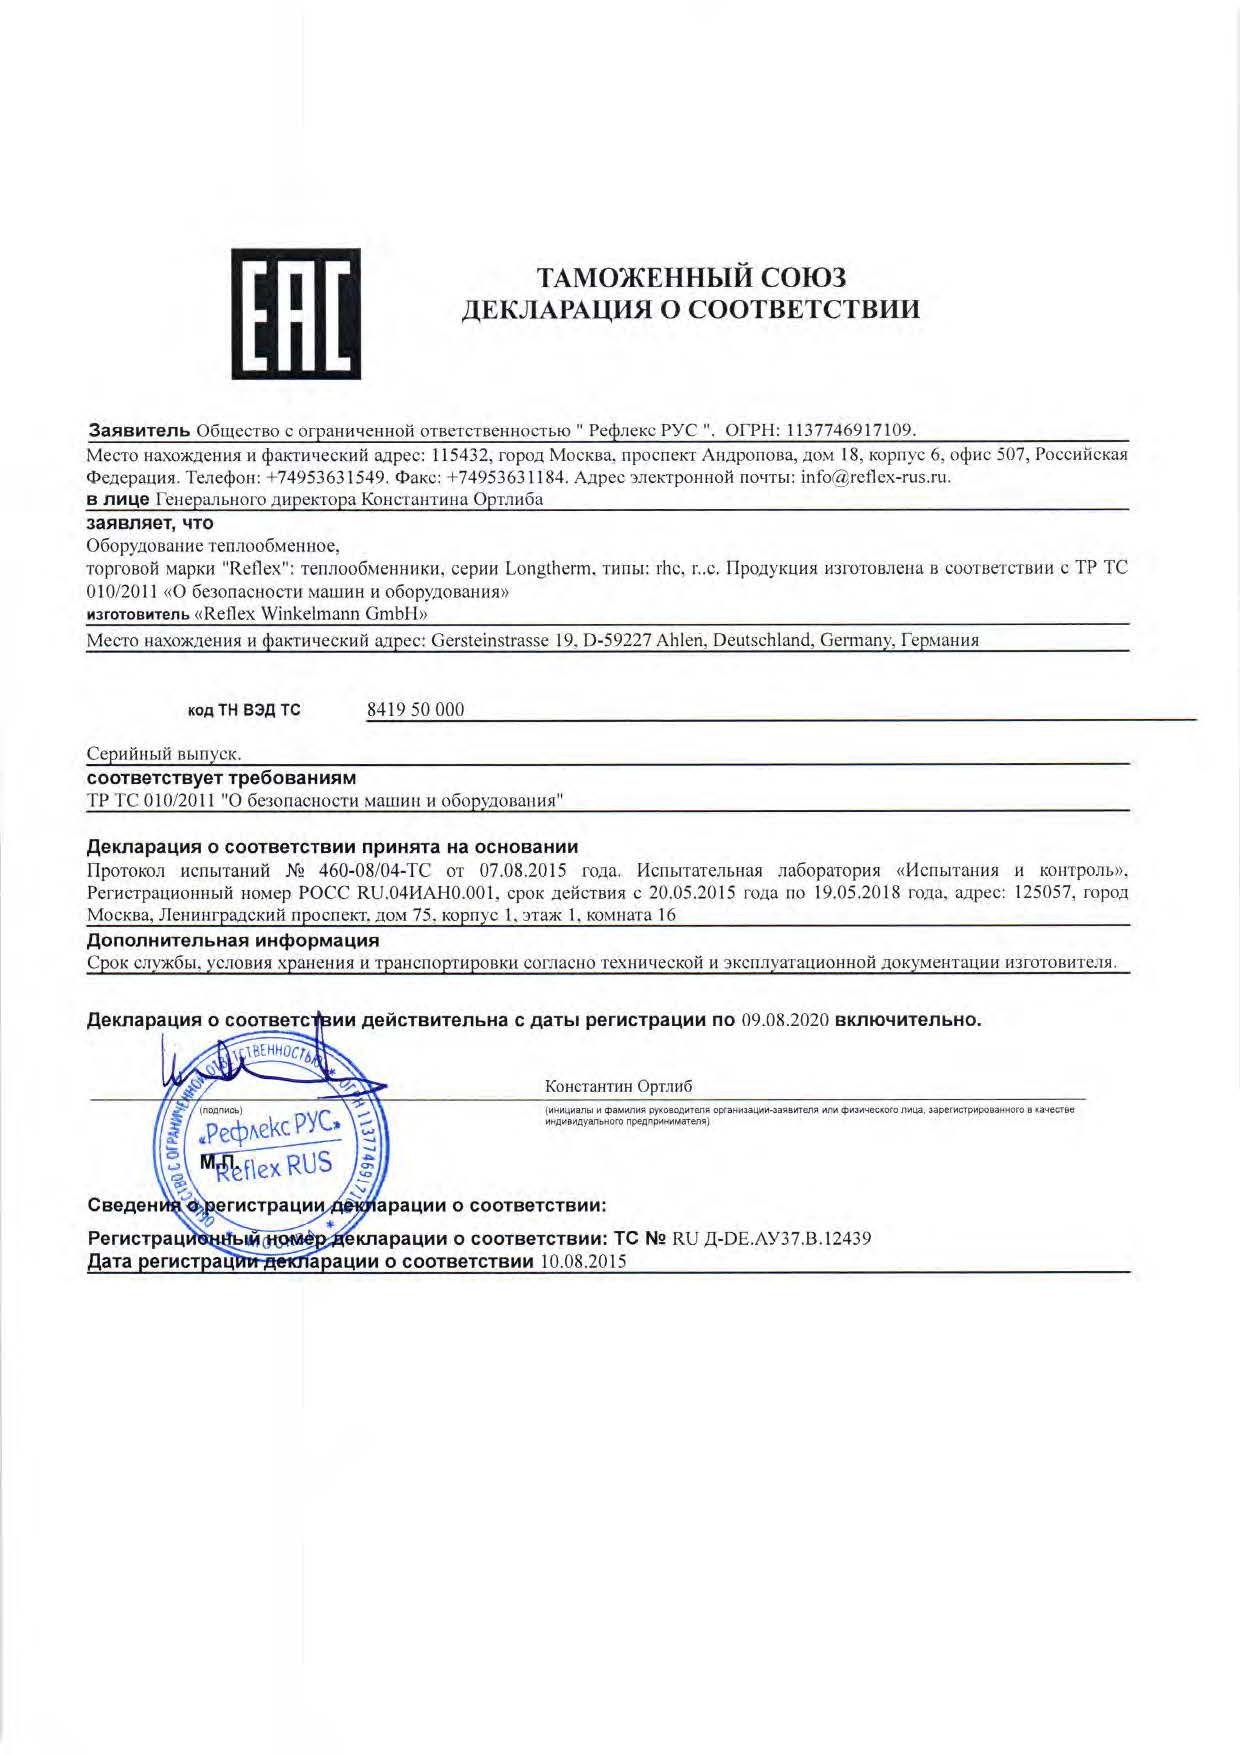 EAC
ТАМОЖЕННЫЙ СОЮЗ
ДЕКЛАРАЦИЯ О СООТВЕТСТВИИ
Заявитель Общество с ограниченной ответственностью " Рефлекс РУС ". ОГРН: 1137746917109.
Место нахождения и фактический адрес: 115432, город Москва, проспект Андропова, дом 18, корпус 6, офис 507, Российская
Федерация. Телефон: +74953631549. Факс: +74953631184. Адрес электронной почты: info@reflex-rus.ru.
в лице Генерального директора Константина Ортлиба
заявляет, что
Оборудование теплообменное,
торговой марки "Reflex": теплообменники, серии Longtherm, типы: rhc, r..c. Продукция изготовлена в соответствии с ТР ТС
010/2011 «О безопасности машин и оборудования»
изготовитель «Reflex Winkelmann GmbH»
Место нахождения и фактический адрес: Gersteinstrasse 19, D-59227 Ahlen, Deutschland, Germany, Германия
код ТН ВЭД ТС 8419 50 000
Серийный выпуск.
соответствует требованиям
ТР ТС 010/2011 "О безопасности машин и оборудования"
Декларация о соответствии принята на основании
Протокол испытаний № 460-08/04-ТС от 07.08.2015 года. Испытательная лаборатория «Испытания и контроль»,
Регистрационный номер РОСС RU.04ИАН0.001, срок действия с 20.05.2015 года по 19.05.2018 года, адрес: 125057, город
Москва, Ленинградский проспект, дом 75, корпус 1, этаж 1, комната 16
Дополнительная информация
Срок службы, условия хранения и транспортировки согласно технической и эксплуатационной документации изготовителя.
Декларация о соответствии действительна с даты регистрации по 09.08.2020 включительно.
Константин Ортлиб
(подпись)
(инициалы и фамилия руководителя организации-заявителя или физического лица, зарегистрированного в качестве
индивидуального предпринимателя)
ОБЩЕСТВО С ОГРАНИЧЕННОЙ ОТВЕТСТВЕННОСТЬЮ * ОГРН 1137746917109 * МОСКВА *
«Рефлекс РУС»
Reflex RUS
М.П.
Сведения о регистрации декларации о соответствии:
Регистрационный номер декларации о соответствии: ТС № RU Д-DE.АУ37.В.12439
Дата регистрации декларации о соответствии 10.08.2015